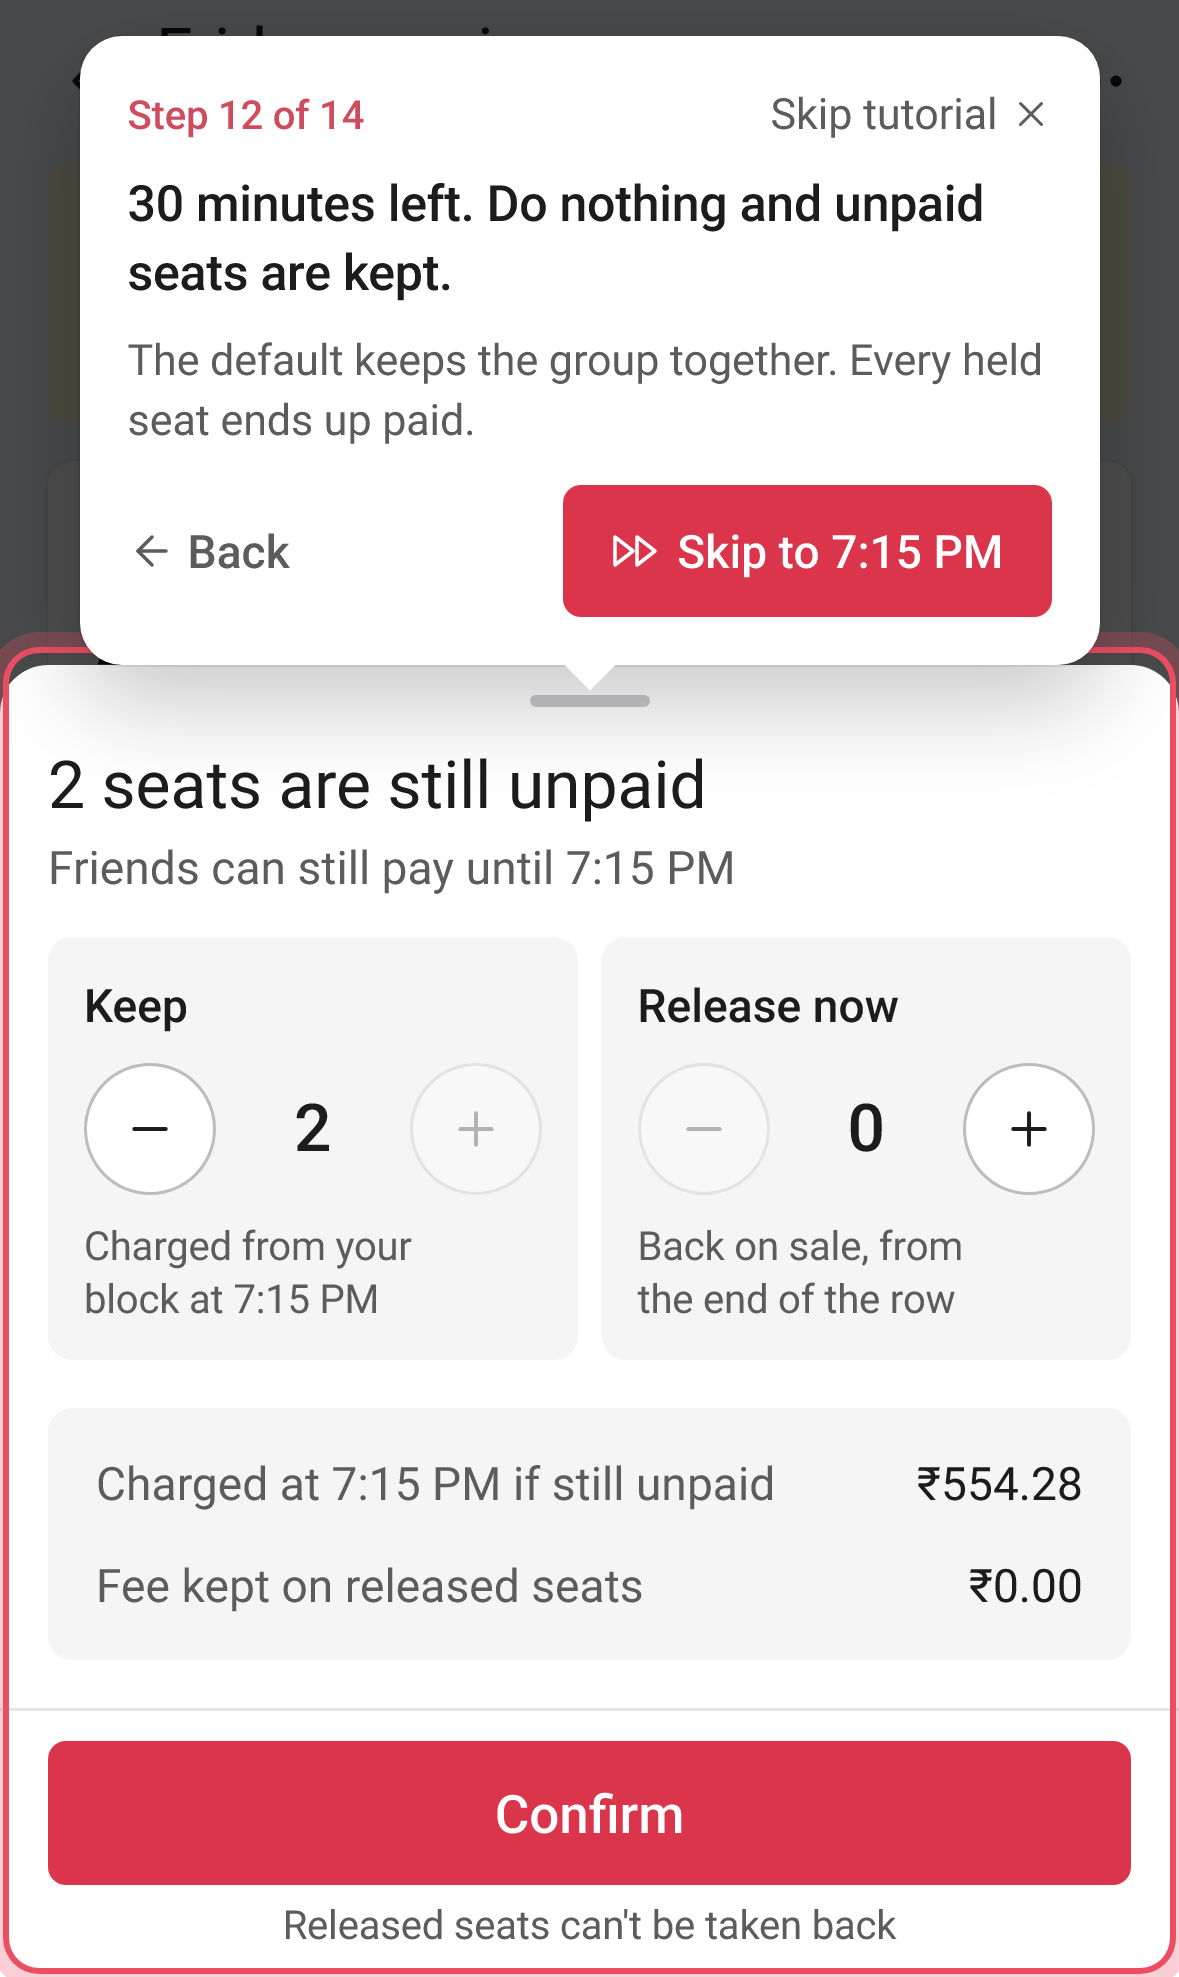 Step 12 of 14
Skip tutorial
30 minutes left. Do nothing and unpaid
seats are kept.
The default keeps the group together. Every held
seat ends up paid.
Back
Skip to 7:15 PM
2 seats are still unpaid
Friends can still pay until 7:15 PM
Keep
2
Charged from your
block at 7:15 PM
Release now
0
Back on sale, from
the end of the row
Charged at 7:15 PM if still unpaid ₹554.28
Fee kept on released seats ₹0.00
Confirm
Released seats can't be taken back